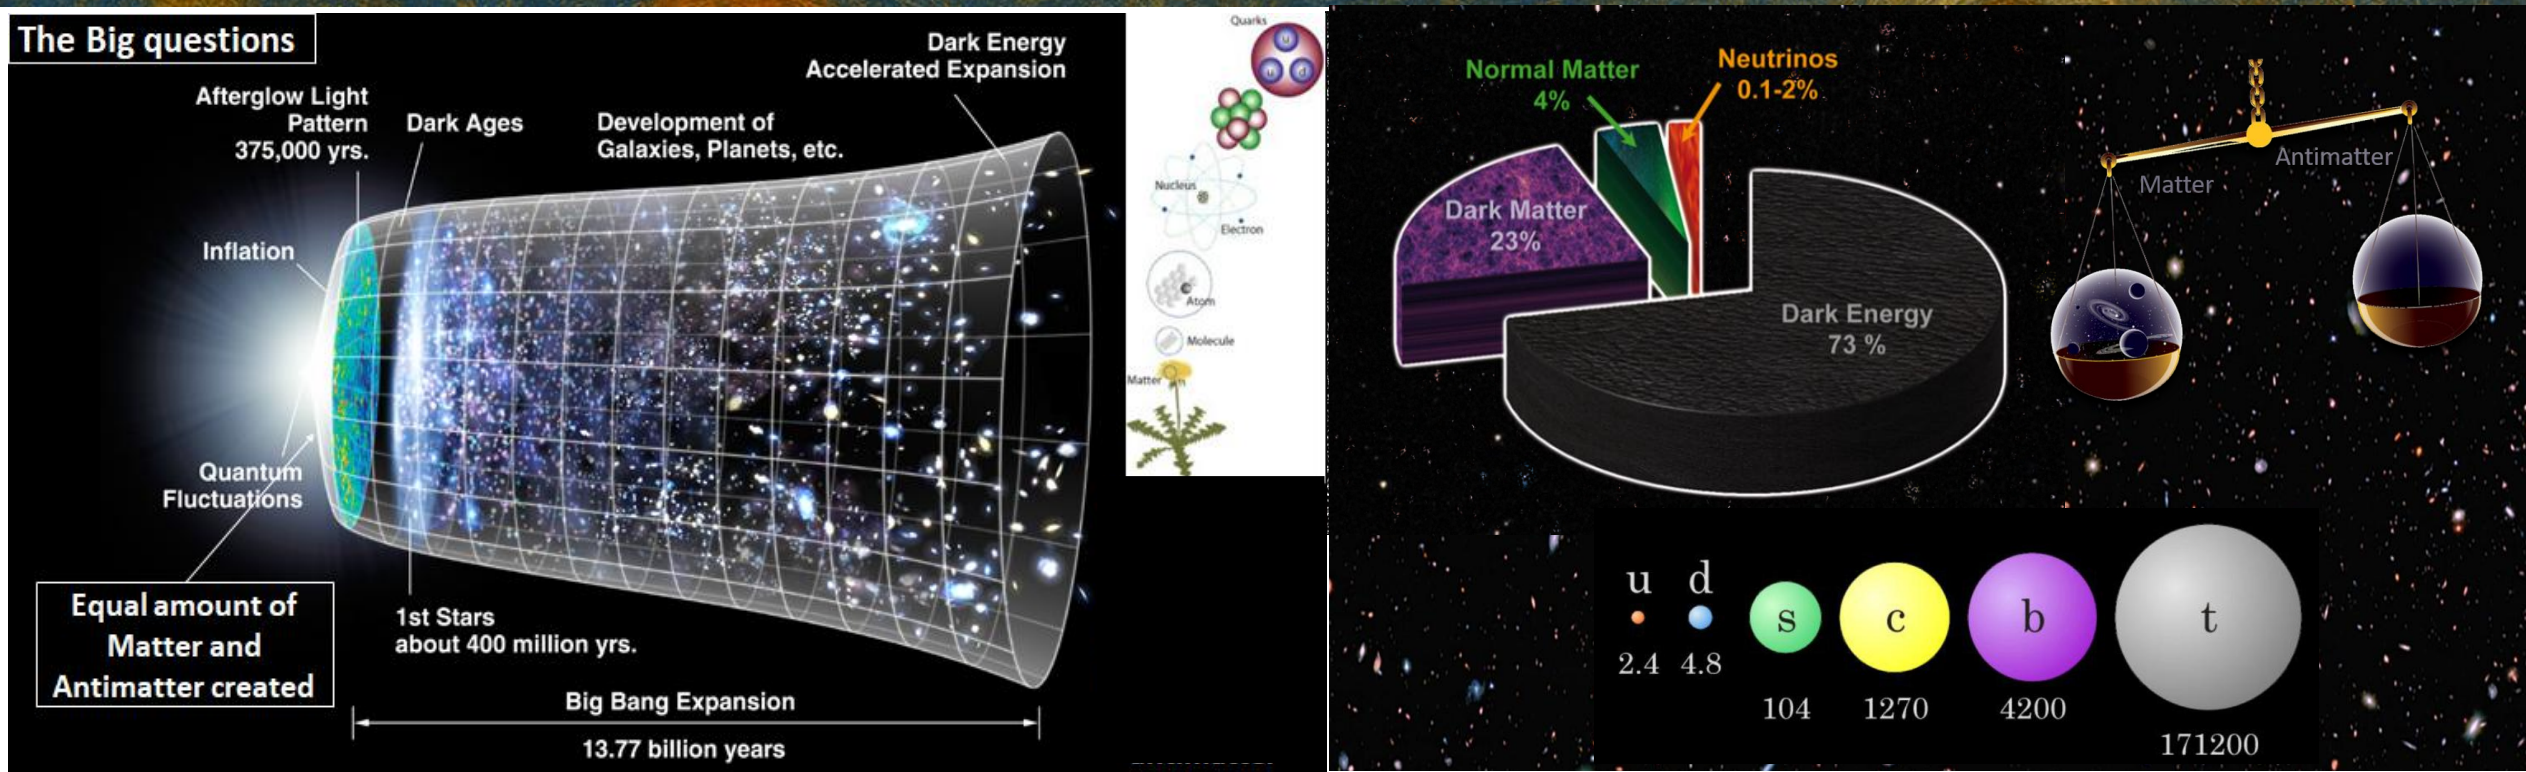 The Big questions
Afterglow Light
Pattern
375,000 yrs.
Dark Ages
Development of
Galaxies, Planets, etc.
Dark Energy
Accelerated Expansion
Inflation
Quantum
Fluctuations
Equal amount of
Matter and
Antimatter created
1st Stars
about 400 million yrs.
Big Bang Expansion
13.77 billion years
Quarks
u
u d
Nucleus
Electron
Atom
Molecule
Matter
Normal Matter
4%
Neutrinos
0.1-2%
Dark Matter
23%
Dark Energy
73 %
Antimatter
Matter
u d s c b t
2.4 4.8 104 1270 4200 171200